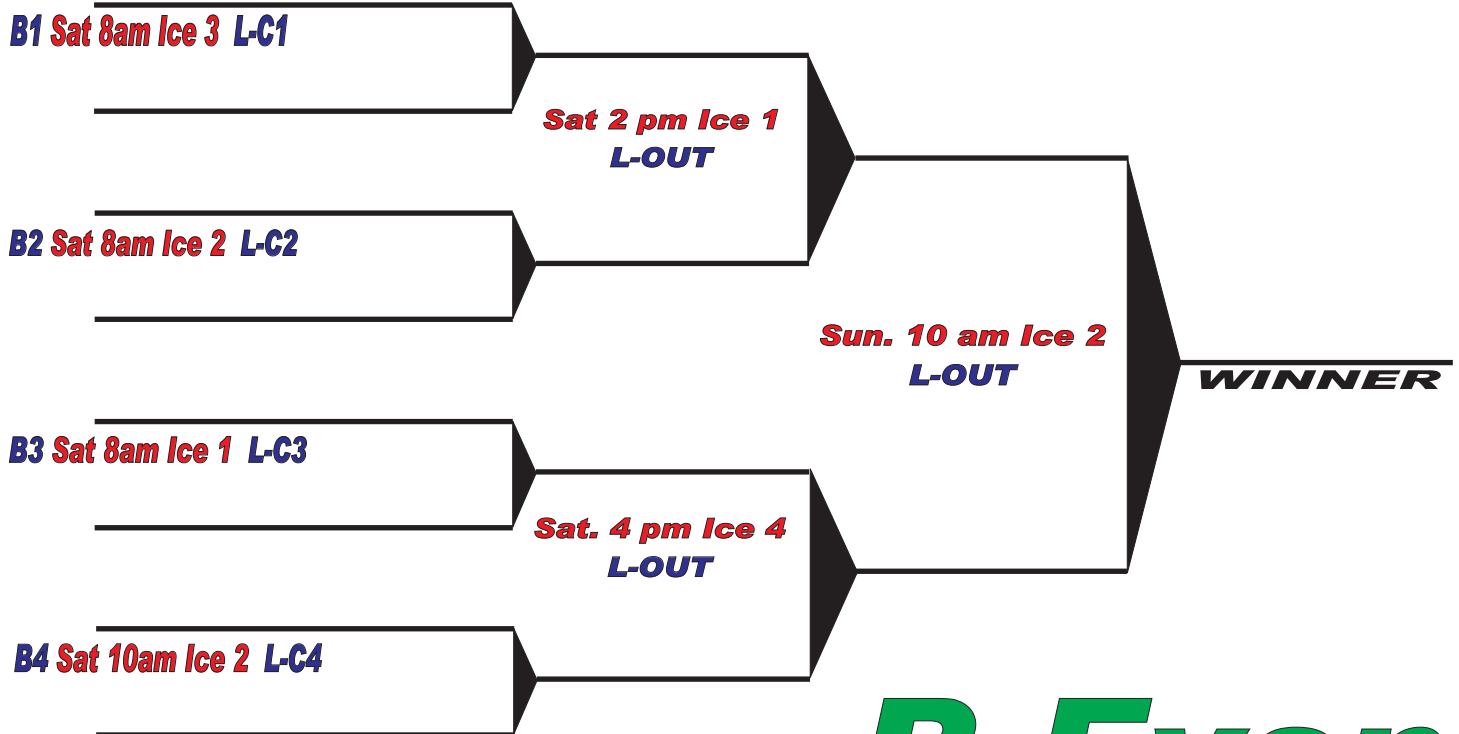 B1 Sat 8am Ice 3 L-C1
Sat 2 pm Ice 1
L-OUT
B2 Sat 8am Ice 2 L-C2
Sun. 10 am Ice 2
L-OUT
WINNER
B3 Sat 8am Ice 1 L-C3
Sat. 4 pm Ice 4
L-OUT
B4 Sat 10am Ice 2 L-C4